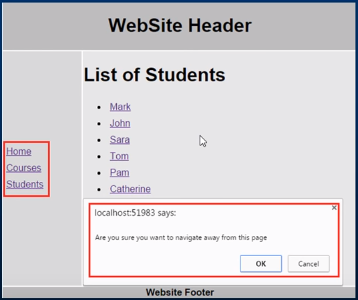 WebSite Header
List of Students
Mark
John
Sara
Tom
Pam
Catherine
Home
Courses
Students
localhost:51983 says:
Are you sure you want to navigate away from this page
OK
Cancel
Website Footer